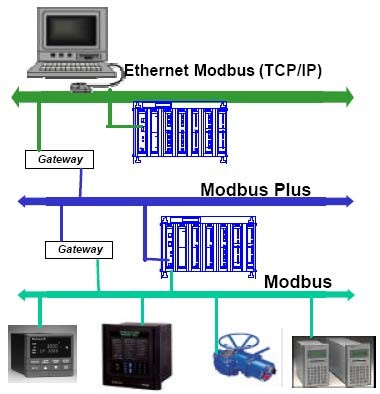 Ethernet Modbus (TCP/IP)
Gateway
Modbus Plus
Gateway
Modbus